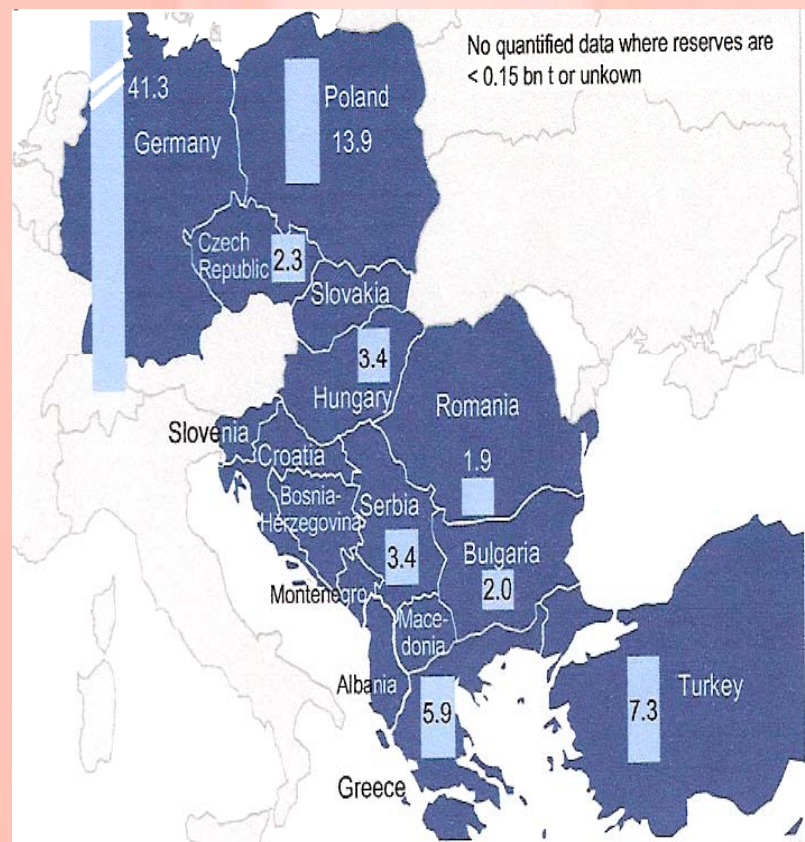 No quantified data where reserves are
< 0.15 bn t or unkown
41.3
Germany
Poland
13.9
Czech
Republic
2.3
Slovakia
3.4
Hungary
Romania
1.9
Slovenia
Croatia
Bosnia-
Herzegovina
Serbia
3.4
Bulgaria
2.0
Montenegro
Mace-
donia
Albania
5.9
Greece
Turkey
7.3